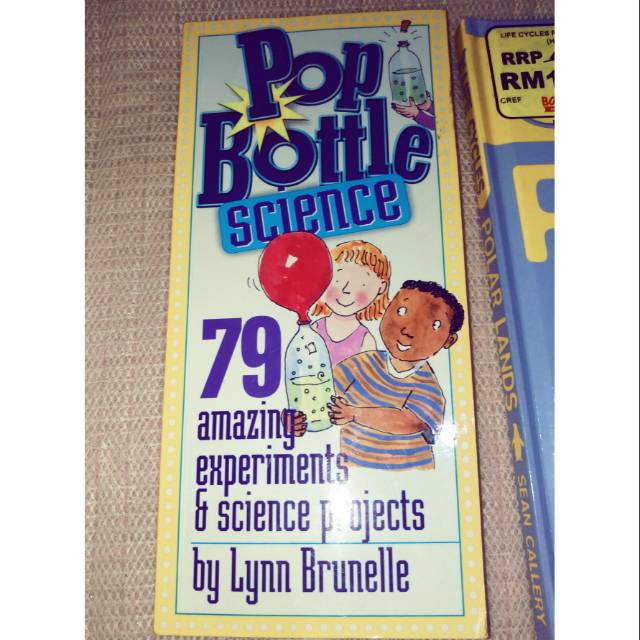 Pop
Bottle
science
79
amazing
experiments
& science projects
by Lynn Brunelle
POLAR LANDS
SEAN CALLERY
LIFE CYCLES
RRP
RM
CREF